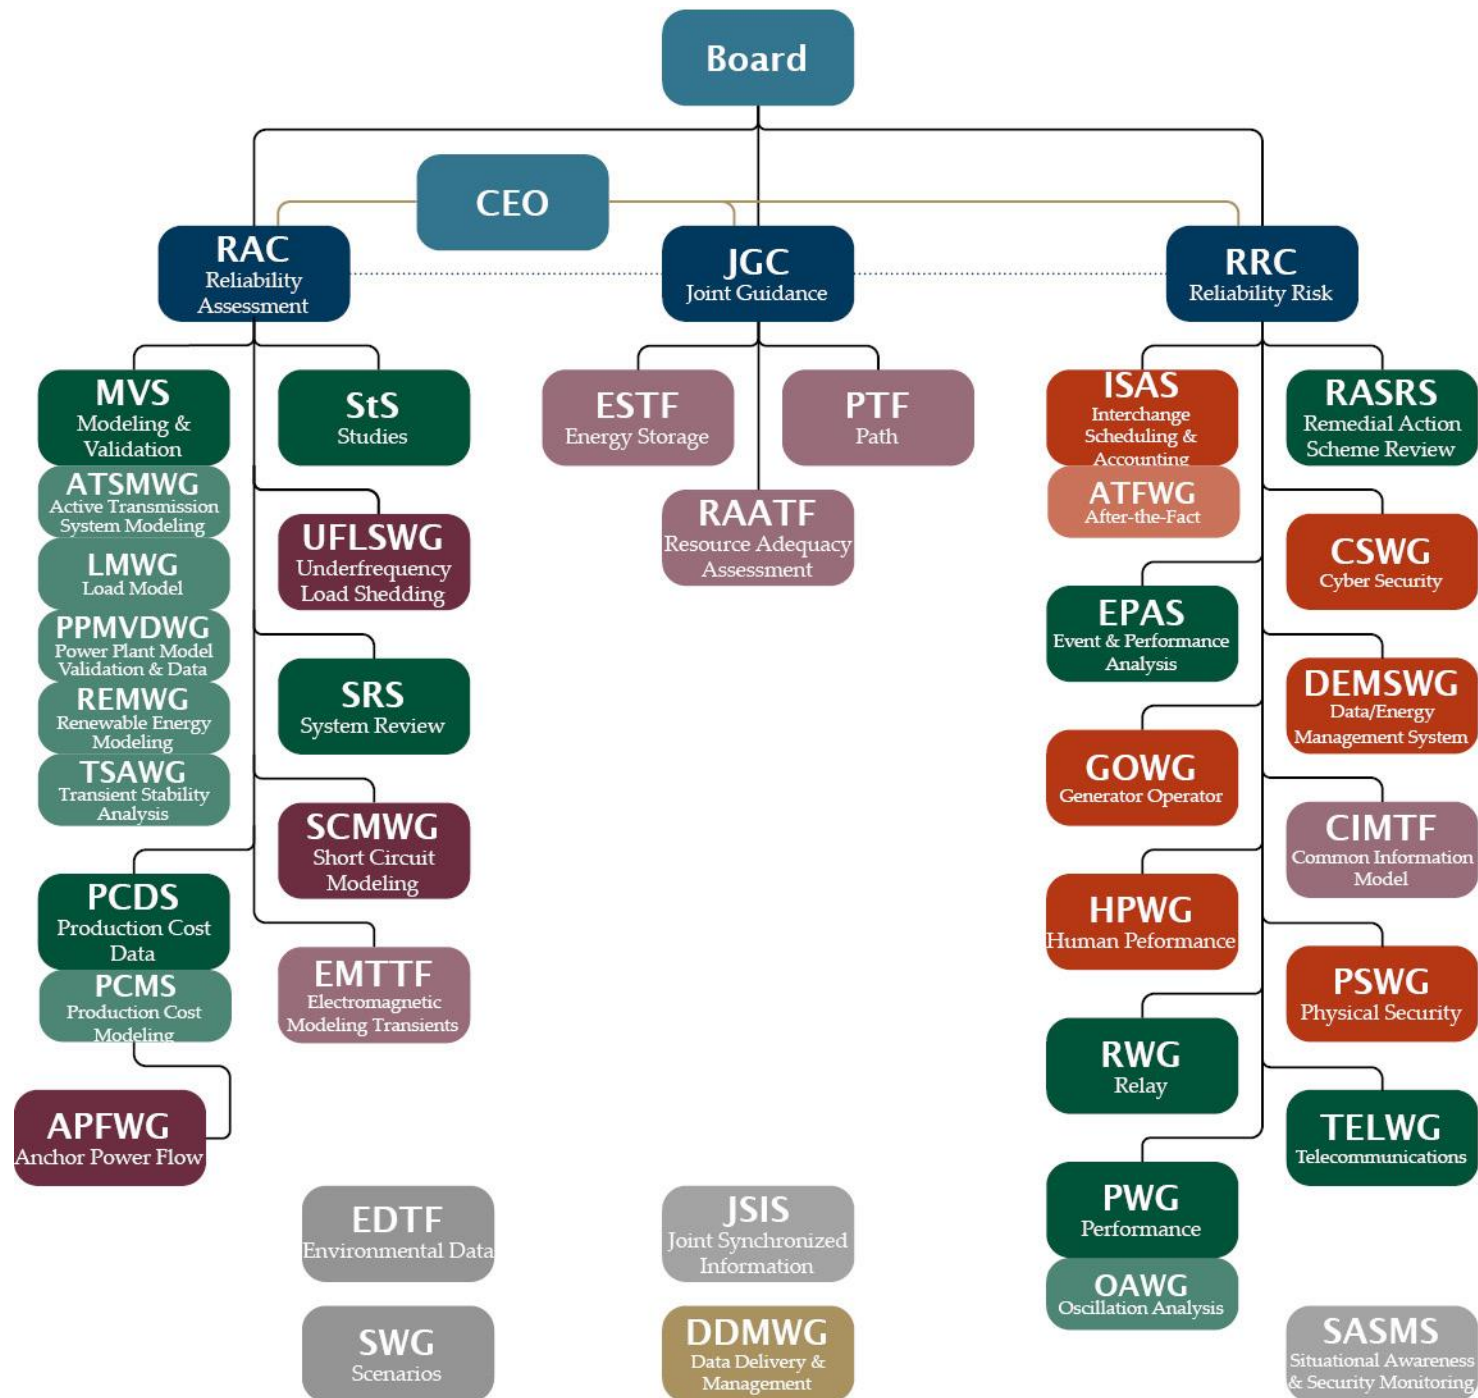 Board
CEO
RAC
Reliability
Assessment
JGC
Joint Guidance
RRC
Reliability Risk
MVS
Modeling &
Validation
ATSMWG
Active Transmission
System Modeling
LMWG
Load Model
PPMVDWG
Power Plant Model
Validation & Data
REMWG
Renewable Energy
Modeling
TSAWG
Transient Stability
Analysis
PCDS
Production Cost
Data
PCMS
Production Cost
Modeling
APFWG
Anchor Power Flow
StS
Studies
UFLSWG
Underfrequency
Load Shedding
SRS
System Review
SCMWG
Short Circuit
Modeling
EMTTF
Electromagnetic
Modeling Transients
ESTF
Energy Storage
PTF
Path
RAATF
Resource Adequacy
Assessment
ISAS
Interchange
Scheduling &
Accounting
ATFWG
After-the-Fact
EPAS
Event & Performance
Analysis
GOWG
Generator Operator
HPWG
Human Peformance
RWG
Relay
PWG
Performance
OAWG
Oscillation Analysis
RASRS
Remedial Action
Scheme Review
CSWG
Cyber Security
DEMSWG
Data/Energy
Management System
CIMTF
Common Information
Model
PSWG
Physical Security
TELWG
Telecommunications
EDTF
Environmental Data
SWG
Scenarios
JSIS
Joint Synchronized
Information
DDMWG
Data Delivery &
Management
SASMS
Situational Awareness
& Security Monitoring